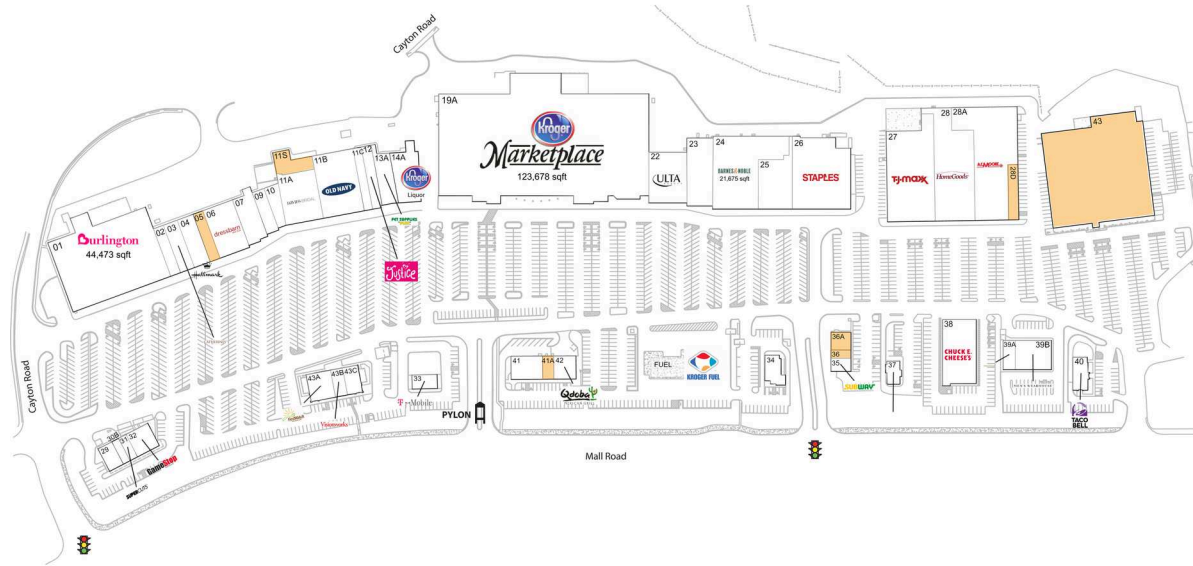 Cayton Road
19A
Kroger
Marketplace
123,678 sqft
01
Burlington
44,473 sqft
02
03
04
05
06
dressbarn
07
09
10
11S
11A
11B
OLD NAVY
11C
12
13A
14A
Kroger
Liquor
PET SUPPLIES
Justice
Hallmark
22
ULTA
23
24
BARNES & NOBLE
21,675 sqft
25
26
STAPLES
27
T.J.maxx
28
HomeGoods
28A
28D
43
Cayton Road
29
30B
31
32
GameStop
SUPERCUTS
43A
43B
43C
Visionworks
33
T-Mobile
PYLON
41
41A
42
Qdoba
FUEL
KROGER FUEL
34
36A
36
35
SUBWAY
37
38
CHUCK E.
CHEESE'S
39A
39B
40
TACO
BELL
Mall Road